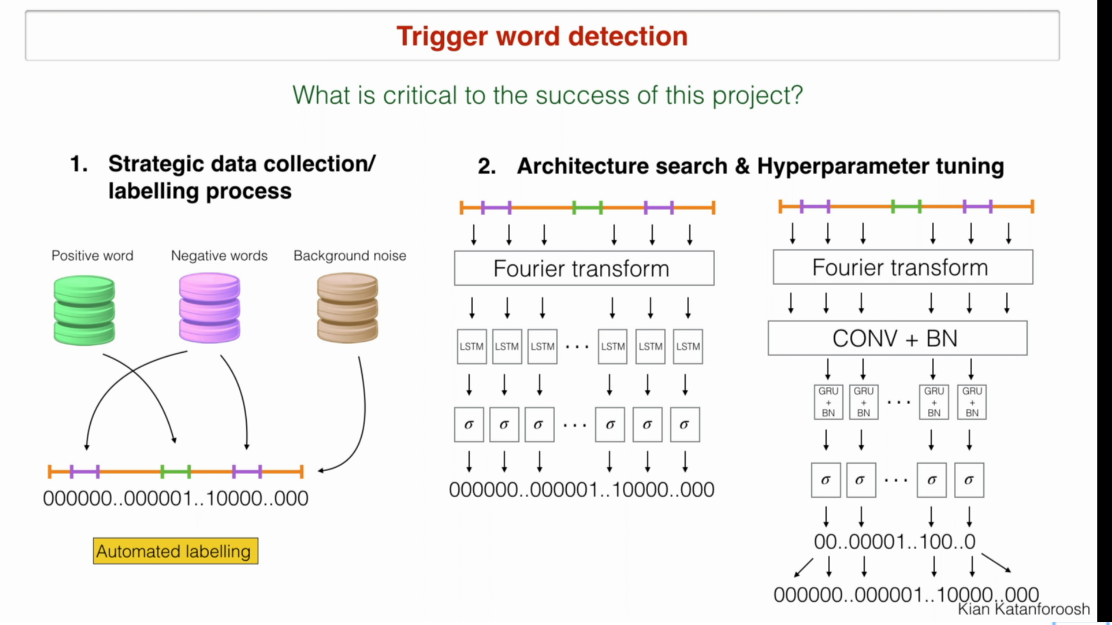 Trigger word detection
What is critical to the success of this project?
1. Strategic data collection/
labelling process
Positive word
Negative words
Background noise
000000..000001..10000..000
Automated labelling
2. Architecture search & Hyperparameter tuning
Fourier transform
LSTM LSTM LSTM ... LSTM LSTM LSTM
σ σ σ ... σ σ σ
000000..000001..10000..000
Fourier transform
CONV + BN
GRU GRU ... GRU GRU
+ + + +
BN BN BN BN
σ σ ... σ σ
00..00001..100..0
000000..000001..10000..000
Kian Katanforoosh